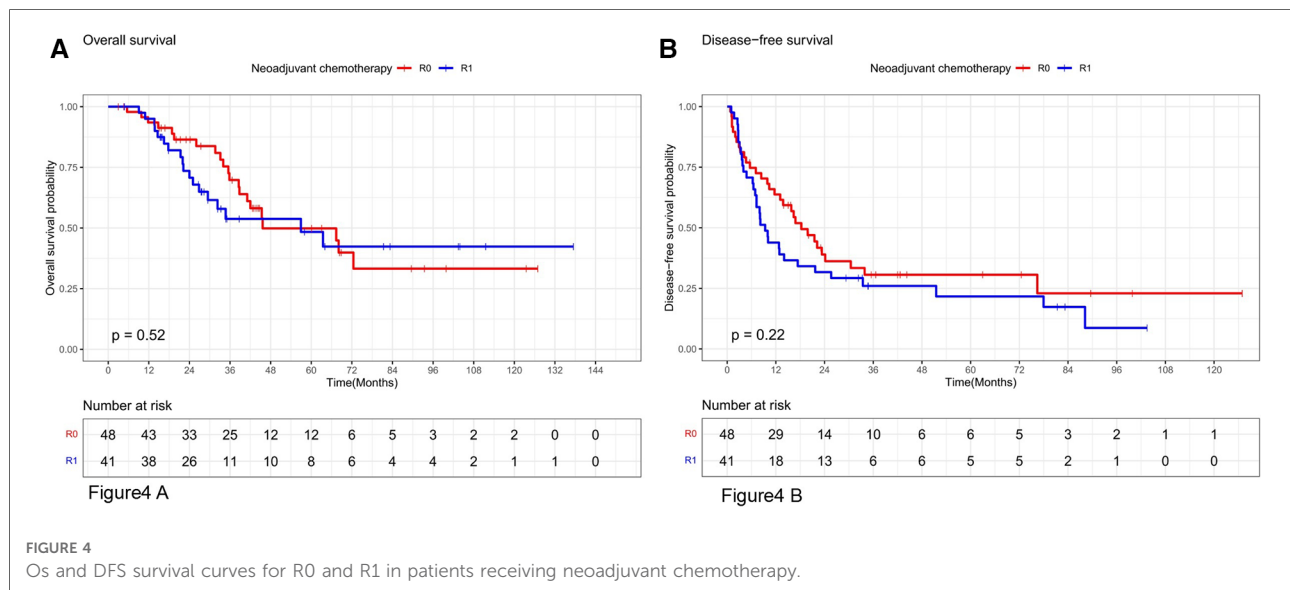 A Overall survival
Neoadjuvant chemotherapy R0 R1
Overall survival probability
1.00
0.75
0.50
0.25
0.00
p = 0.52
0 12 24 36 48 60 72 84 96 108 120 132 144
Time(Months)
Number at risk
R0 48 43 33 25 12 12 6 5 3 2 2 0 0
R1 41 38 26 11 10 8 6 4 4 2 1 1 0
Figure4 A
B Disease-free survival
Neoadjuvant chemotherapy R0 R1
Disease-free survival probability
1.00
0.75
0.50
0.25
0.00
p = 0.22
0 12 24 36 48 60 72 84 96 108 120
Time(Months)
Number at risk
R0 48 29 14 10 6 6 5 3 2 1 1
R1 41 18 13 6 6 5 5 2 1 0 0
Figure4 B
FIGURE 4
Os and DFS survival curves for R0 and R1 in patients receiving neoadjuvant chemotherapy.